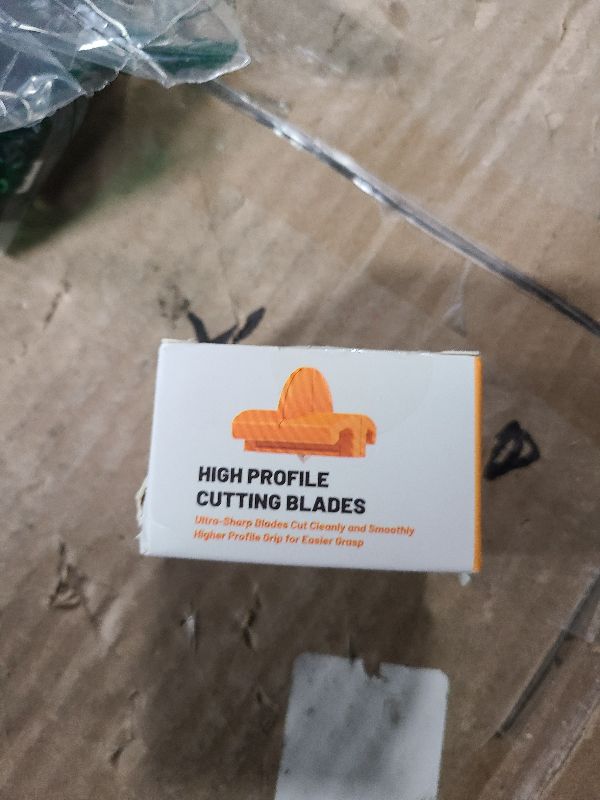 HIGH PROFILE
CUTTING BLADES
Ultra-Sharp Blades Cut Cleanly and Smoothly
Higher Profile Grip for Easier Grasp